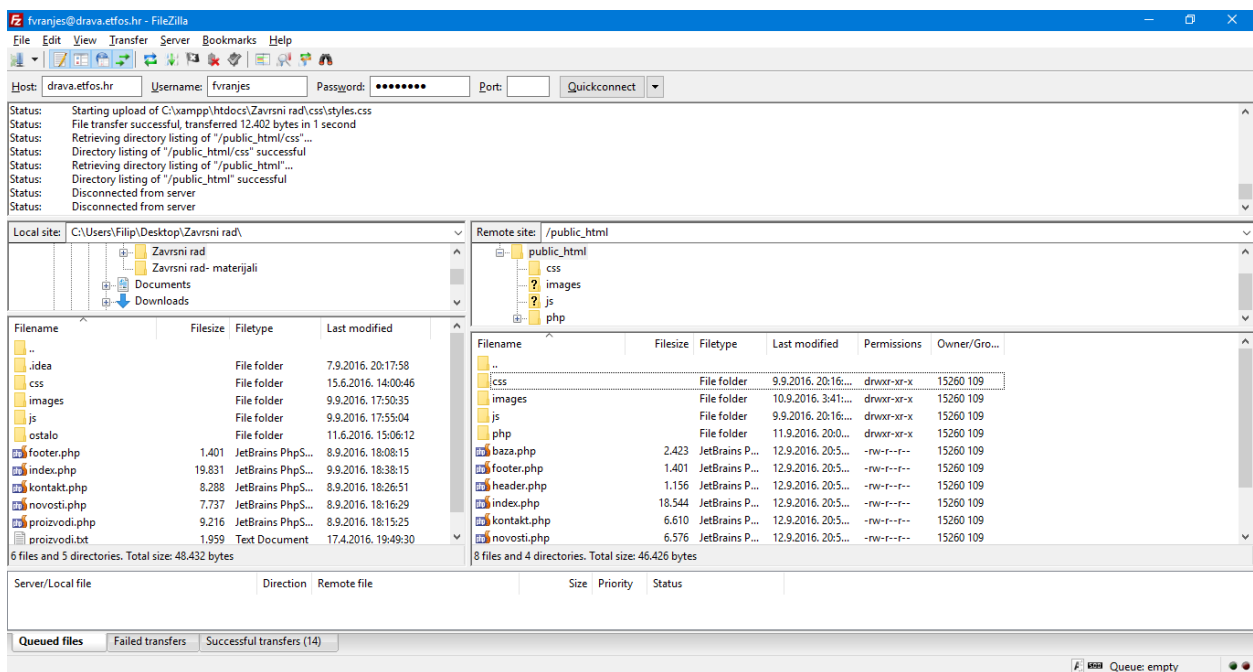 fvranjes@drava.etfos.hr - FileZilla
File Edit View Transfer Server Bookmarks Help
Host: drava.etfos.hr Username: fvranjes Password: ●●●●●●●● Port: Quickconnect
Status: Starting upload of C:\xampp\htdocs\Zavrsni rad\css\styles.css
Status: File transfer successful, transferred 12.402 bytes in 1 second
Status: Retrieving directory listing of "/public_html/css"...
Status: Directory listing of "/public_html/css" successful
Status: Retrieving directory listing of "/public_html"...
Status: Directory listing of "/public_html" successful
Status: Disconnected from server
Status: Disconnected from server
Local site: C:\Users\Filip\Desktop\Zavrsni rad\
Zavrsni rad
Zavrsni rad- materijali
Documents
Downloads
Filename Filesize Filetype Last modified
..
.idea File folder 7.9.2016. 20:17:58
css File folder 15.6.2016. 14:00:46
images File folder 9.9.2016. 17:50:35
js File folder 9.9.2016. 17:55:04
ostalo File folder 11.6.2016. 15:06:12
footer.php 1.401 JetBrains PhpS... 8.9.2016. 18:08:15
index.php 19.831 JetBrains PhpS... 9.9.2016. 18:38:15
kontakt.php 8.288 JetBrains PhpS... 8.9.2016. 18:26:51
novosti.php 7.737 JetBrains PhpS... 8.9.2016. 18:16:29
proizvodi.php 9.216 JetBrains PhpS... 8.9.2016. 18:15:25
proizvodi.txt 1.959 Text Document 17.4.2016. 19:49:30
6 files and 5 directories. Total size: 48.432 bytes
Remote site: /public_html
public_html
css
? images
? js
php
Filename Filesize Filetype Last modified Permissions Owner/Gro...
..
css File folder 9.9.2016. 20:16:... drwxr-xr-x 15260 109
images File folder 10.9.2016. 3:41:... drwxr-xr-x 15260 109
js File folder 9.9.2016. 20:16:... drwxr-xr-x 15260 109
php File folder 11.9.2016. 20:0... drwxr-xr-x 15260 109
baza.php 2.423 JetBrains P... 12.9.2016. 20:5... -rw-r--r-- 15260 109
footer.php 1.401 JetBrains P... 12.9.2016. 20:5... -rw-r--r-- 15260 109
header.php 1.156 JetBrains P... 12.9.2016. 20:5... -rw-r--r-- 15260 109
index.php 18.544 JetBrains P... 12.9.2016. 20:5... -rw-r--r-- 15260 109
kontakt.php 6.610 JetBrains P... 12.9.2016. 20:5... -rw-r--r-- 15260 109
novosti.php 6.576 JetBrains P... 12.9.2016. 20:5... -rw-r--r-- 15260 109
8 files and 4 directories. Total size: 46.426 bytes
Server/Local file Direction Remote file Size Priority Status
Queued files Failed transfers Successful transfers (14)
Queue: empty